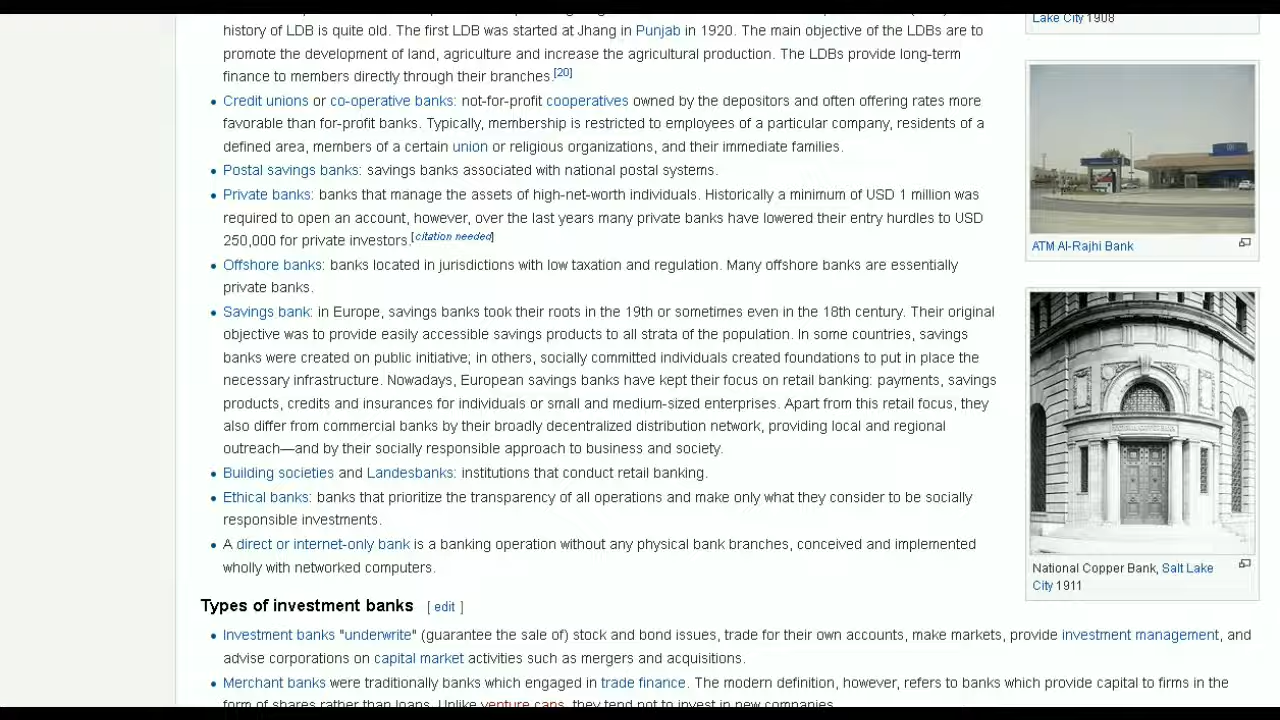 history of LDB is quite old. The first LDB was started at Jhang in Punjab in 1920. The main objective of the LDBs are to
promote the development of land, agriculture and increase the agricultural production. The LDBs provide long-term
finance to members directly through their branches.[20]
• Credit unions or co-operative banks: not-for-profit cooperatives owned by the depositors and often offering rates more
favorable than for-profit banks. Typically, membership is restricted to employees of a particular company, residents of a
defined area, members of a certain union or religious organizations, and their immediate families.
• Postal savings banks: savings banks associated with national postal systems.
• Private banks: banks that manage the assets of high-net-worth individuals. Historically a minimum of USD 1 million was
required to open an account, however, over the last years many private banks have lowered their entry hurdles to USD
250,000 for private investors.[citation needed]
• Offshore banks: banks located in jurisdictions with low taxation and regulation. Many offshore banks are essentially
private banks.
• Savings bank: in Europe, savings banks took their roots in the 19th or sometimes even in the 18th century. Their original
objective was to provide easily accessible savings products to all strata of the population. In some countries, savings
banks were created on public initiative; in others, socially committed individuals created foundations to put in place the
necessary infrastructure. Nowadays, European savings banks have kept their focus on retail banking: payments, savings
products, credits and insurances for individuals or small and medium-sized enterprises. Apart from this retail focus, they
also differ from commercial banks by their broadly decentralized distribution network, providing local and regional
outreach—and by their socially responsible approach to business and society.
• Building societies and Landesbanks: institutions that conduct retail banking.
• Ethical banks: banks that prioritize the transparency of all operations and make only what they consider to be socially
responsible investments.
• A direct or internet-only bank is a banking operation without any physical bank branches, conceived and implemented
wholly with networked computers.
Types of investment banks [ edit ]
• Investment banks "underwrite" (guarantee the sale of) stock and bond issues, trade for their own accounts, make markets, provide investment management, and
advise corporations on capital market activities such as mergers and acquisitions.
• Merchant banks were traditionally banks which engaged in trade finance. The modern definition, however, refers to banks which provide capital to firms in the
form of shares rather than loans. Unlike venture caps, they tend not to invest in new companies.
Lake City 1908
ATM Al-Rajhi Bank
National Copper Bank, Salt Lake
City 1911